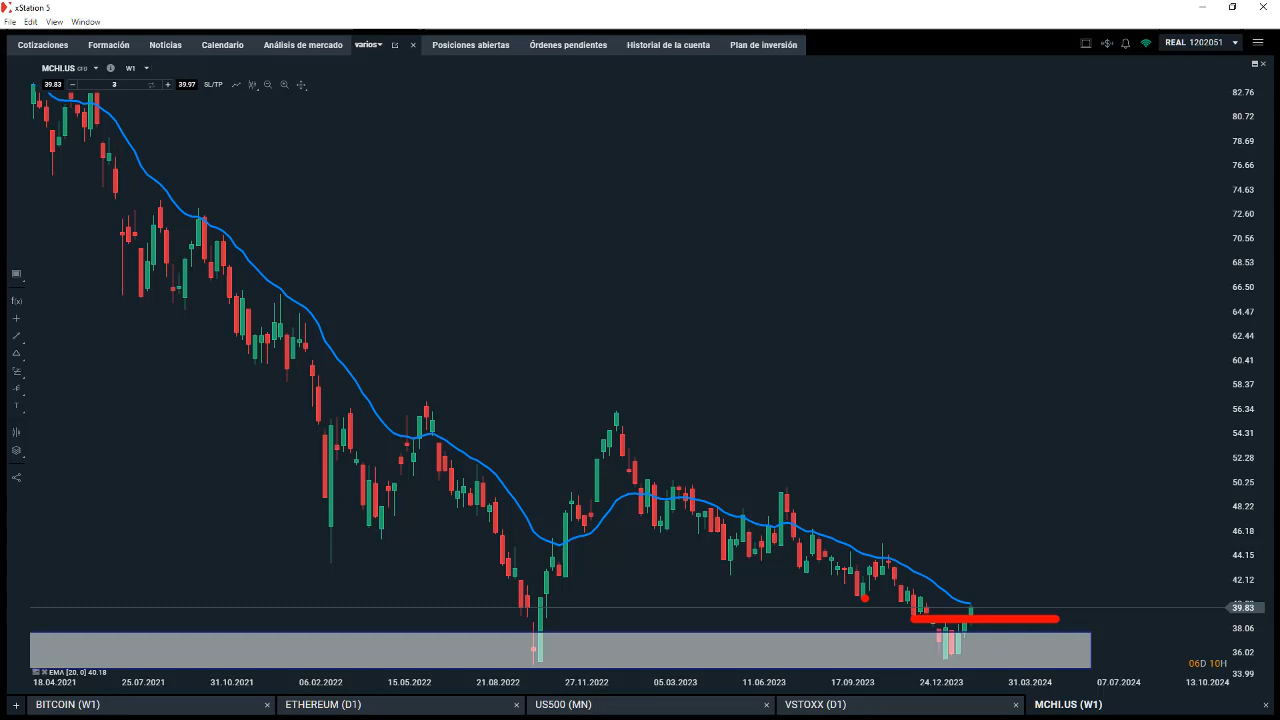 xStation 5
File Edit View Window
Cotizaciones Formación Noticias Calendario Análisis de mercado varios Posiciones abiertas Órdenes pendientes Historial de la cuenta Plan de inversión REAL 1202051
MCHI.US CFD W1
39.83 3 39.97 SL/TP
82.76
80.72
78.69
76.66
74.63
72.60
70.56
68.53
66.50
64.47
62.44
60.41
58.37
56.34
54.31
52.28
50.25
48.22
46.18
44.15
42.12
39.83
38.06
36.02
33.99
f(x)
T
06D 10H
EMA [20, 0] 40.18
18.04.2021 25.07.2021 31.10.2021 06.02.2022 15.05.2022 21.08.2022 27.11.2022 05.03.2023 11.06.2023 17.09.2023 24.12.2023 31.03.2024 07.07.2024 13.10.2024
BITCOIN (W1) ETHEREUM (D1) US500 (MN) VSTOXX (D1) MCHI.US (W1)